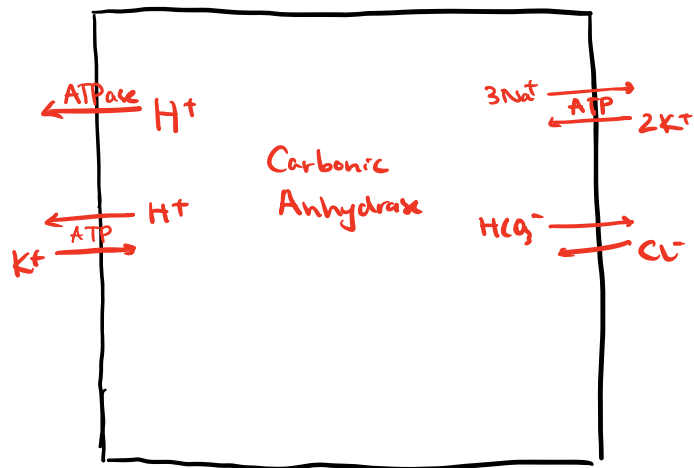 ATPase
H⁺
H⁺
ATP
K⁺
Carbonic
Anhydrase
3Na⁺
ATP
2K⁺
HCO₃⁻
Cl⁻